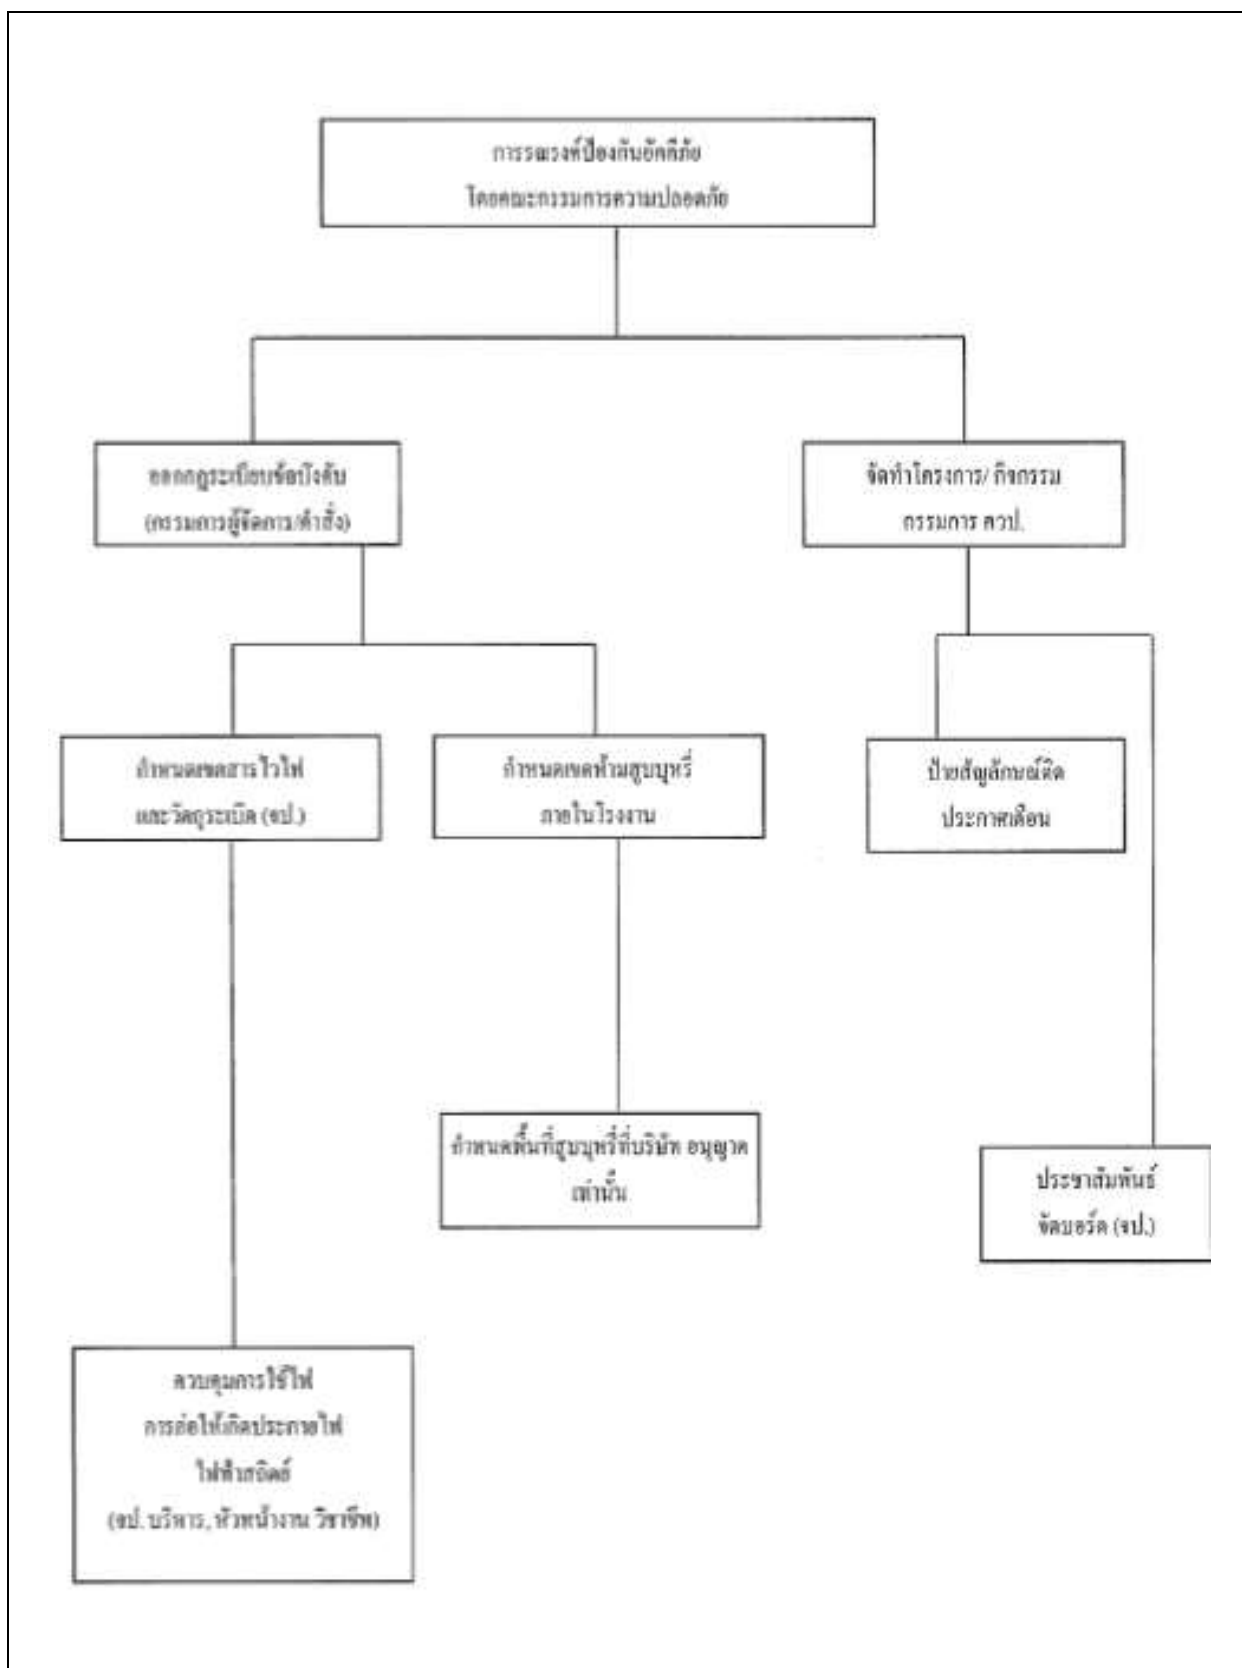 การรณรงค์ป้องกันอัคคีภัย
โดยคณะกรรมการความปลอดภัย
ออกกฎระเบียบข้อบังคับ
(กรรมการผู้จัดการ/คำสั่ง)
จัดทำโครงการ/ กิจกรรม
กรรมการ ควป.
กำหนดเขตสารไวไฟ
และวัตถุระเบิด (จป.)
กำหนดเขตห้ามสูบบุหรี่
ภายในโรงงาน
ป้ายสัญลักษณ์ติด
ประกาศเตือน
กำหนดพื้นที่สูบบุหรี่ที่บริษัท อนุญาต
เท่านั้น
ประชาสัมพันธ์
จัดบอร์ด (จป.)
ควบคุมการใช้ไฟ
การก่อให้เกิดประกายไฟ
ไฟฟ้าสถิตย์
(จป. บริหาร, หัวหน้างาน วิชาชีพ)